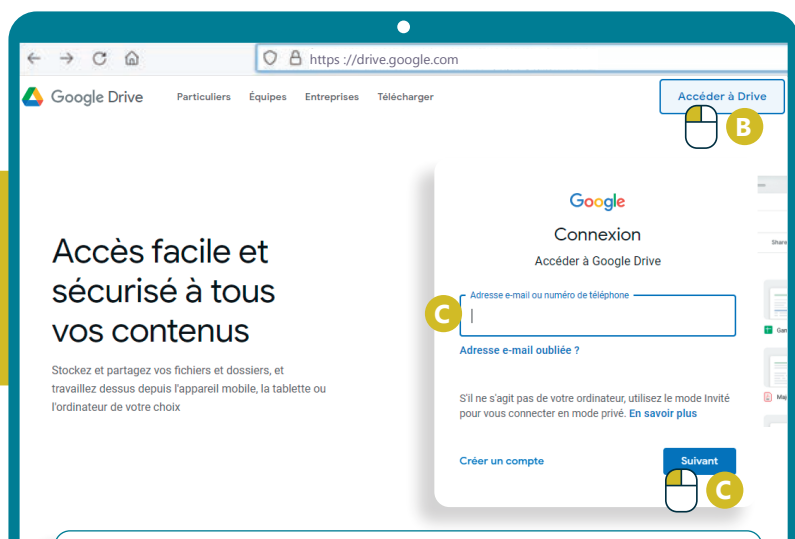 https ://drive.google.com
Google Drive Particuliers Équipes Entreprises Télécharger Accéder à Drive
B
Google
Connexion
Accéder à Google Drive
Accès facile et
sécurisé à tous
vos contenus
Stockez et partagez vos fichiers et dossiers, et
travaillez dessus depuis l'appareil mobile, la tablette ou
l'ordinateur de votre choix
Adresse e-mail ou numéro de téléphone
C
Adresse e-mail oubliée ?
S'il ne s'agit pas de votre ordinateur, utilisez le mode Invité
pour vous connecter en mode privé. En savoir plus
Créer un compte Suivant
C
Share
Gan
Maj